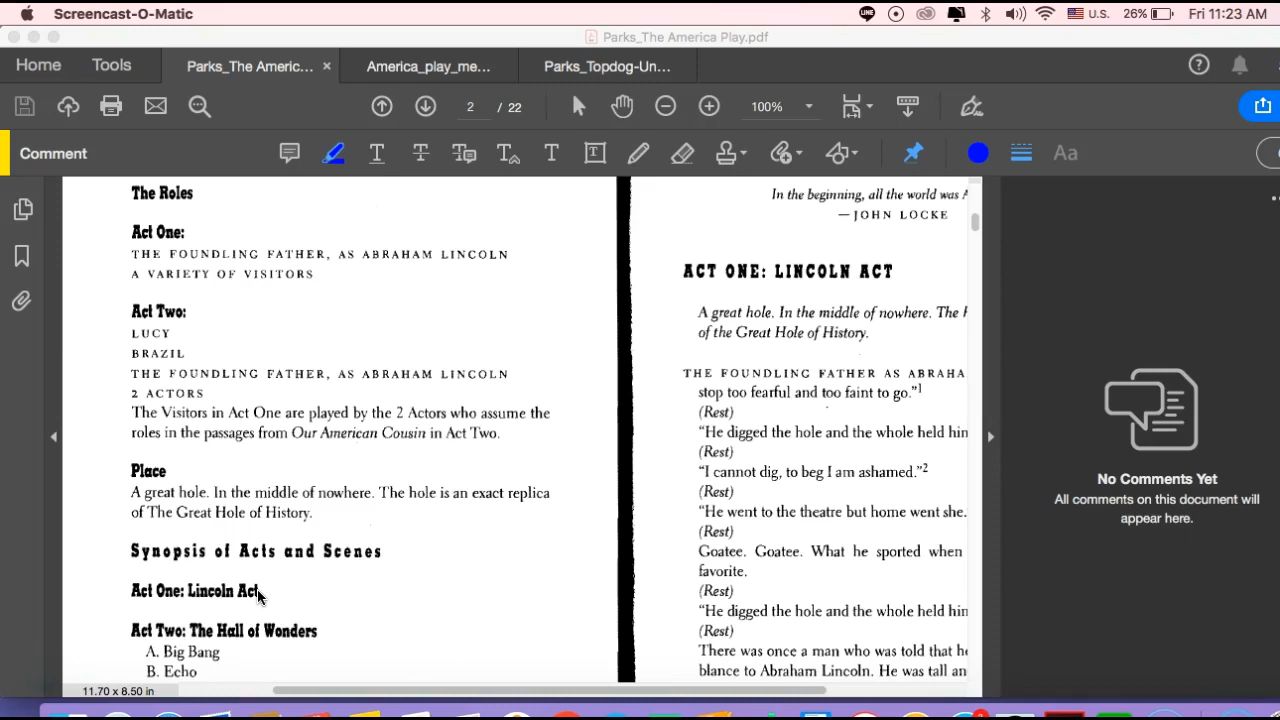 Screencast-O-Matic
LINE
U.S.
26%
Fri 11:23 AM
Parks_The America Play.pdf
Home
Tools
Parks_The Americ... ×
America_play_me...
Parks_Topdog-Un...
2 / 22
100%
Comment
Aa
The Roles
Act One:
THE FOUNDLING FATHER, AS ABRAHAM LINCOLN
A VARIETY OF VISITORS
Act Two:
LUCY
BRAZIL
THE FOUNDLING FATHER, AS ABRAHAM LINCOLN
2 ACTORS
The Visitors in Act One are played by the 2 Actors who assume the
roles in the passages from Our American Cousin in Act Two.
Place
A great hole. In the middle of nowhere. The hole is an exact replica
of The Great Hole of History.
Synopsis of Acts and Scenes
Act One: Lincoln Act
Act Two: The Hall of Wonders
A. Big Bang
B. Echo
11.70 x 8.50 in
In the beginning, all the world was
—JOHN LOCKE
ACT ONE: LINCOLN ACT
A great hole. In the middle of nowhere. The
of the Great Hole of History.
THE FOUNDLING FATHER AS ABRAHA
stop too fearful and too faint to go."1
(Rest)
"He digged the hole and the whole held him
(Rest)
"I cannot dig, to beg I am ashamed."2
(Rest)
"He went to the theatre but home went she.
(Rest)
Goatee. Goatee. What he sported when
favorite.
(Rest)
"He digged the hole and the whole held him
(Rest)
There was once a man who was told that he
blance to Abraham Lincoln. He was tall an
No Comments Yet
All comments on this document will
appear here.